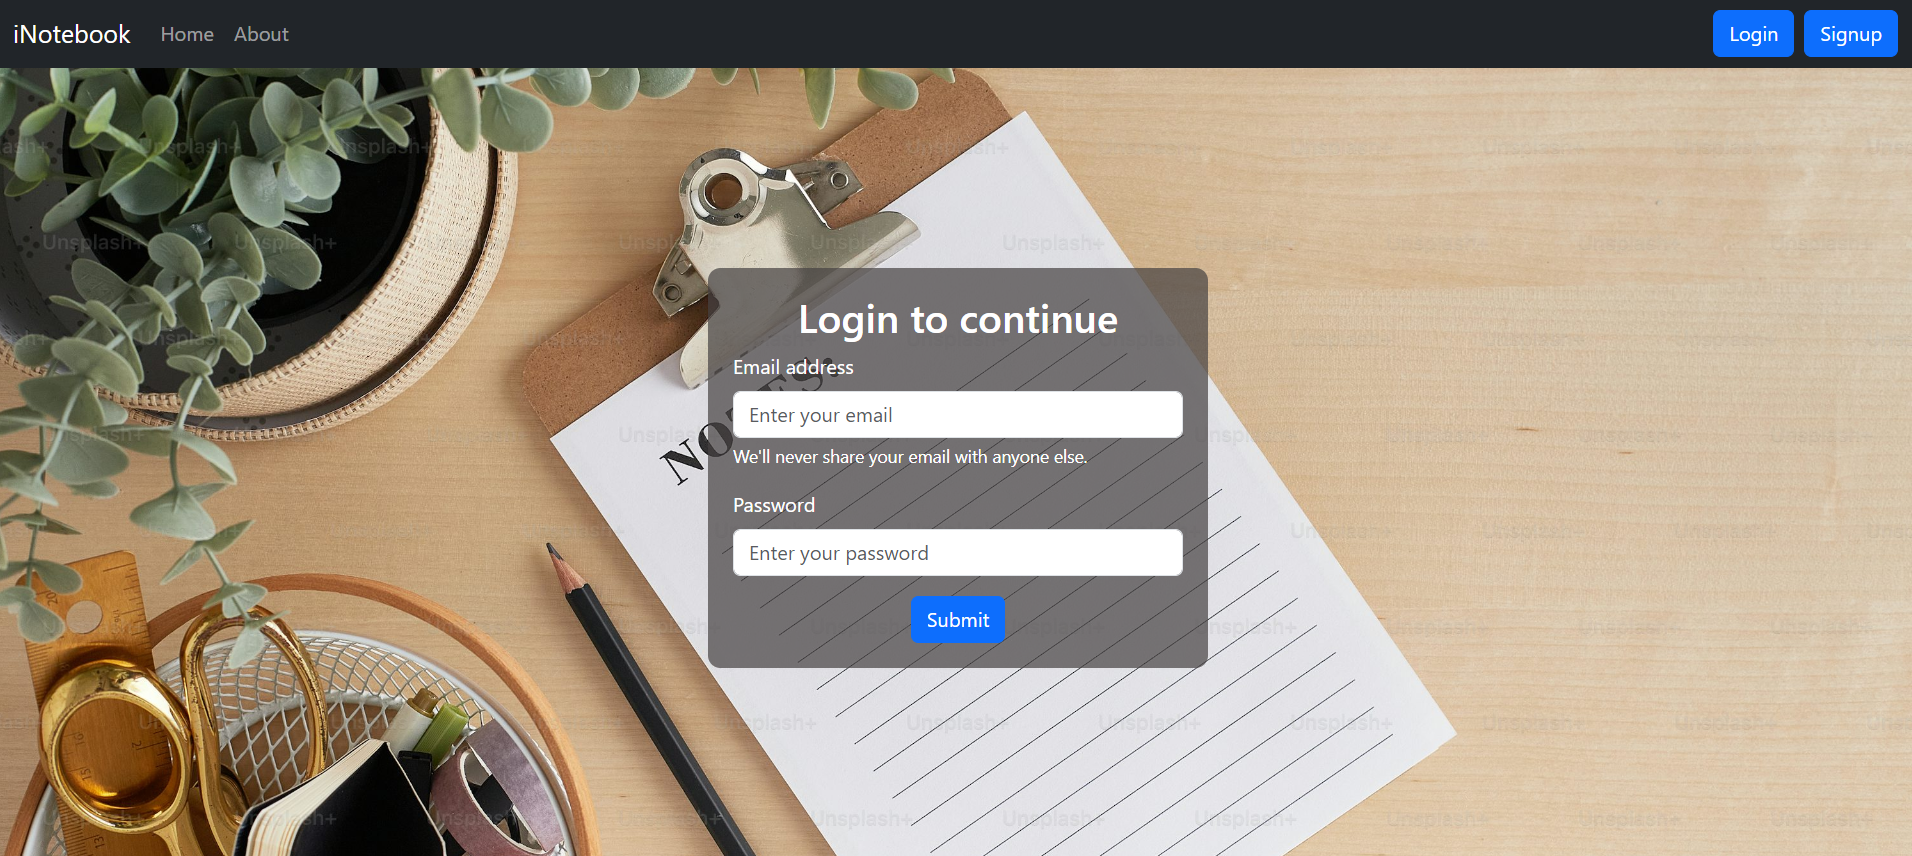 iNotebook Home About Login Signup
Login to continue
Email address
Enter your email
We'll never share your email with anyone else.
Password
Enter your password
Submit
Unsplash+